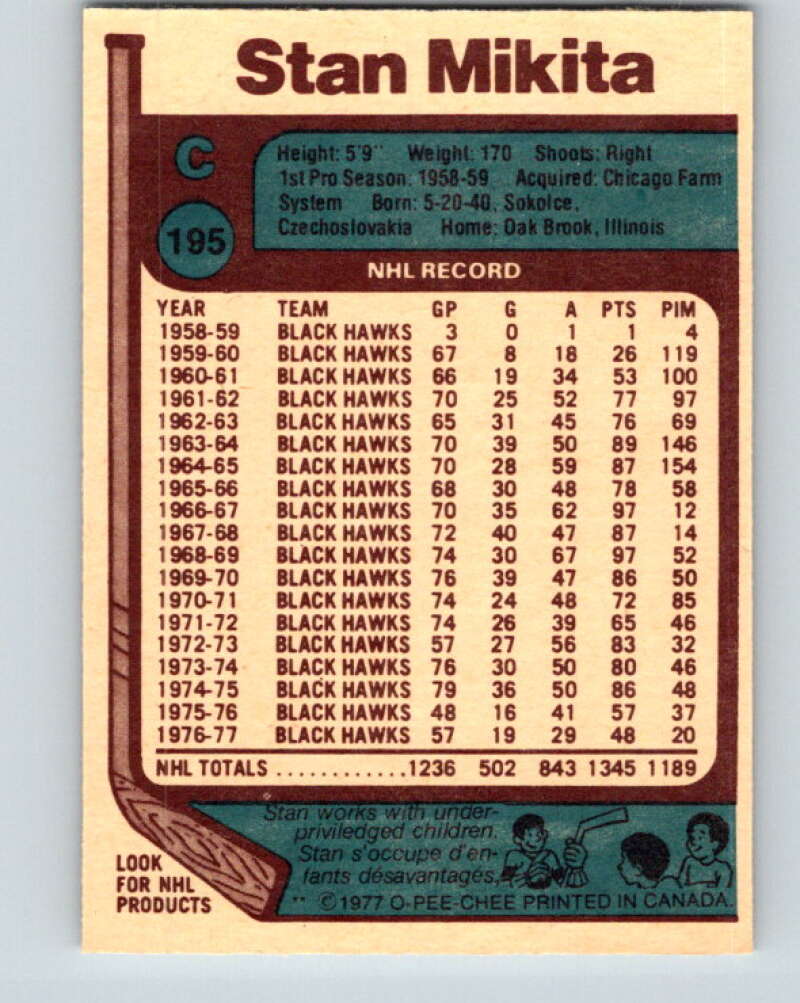 Stan Mikita
C
Height: 5'9" Weight: 170 Shoots: Right
1st Pro Season: 1958-59 Acquired: Chicago Farm
System Born: 5-20-40, Sokolce,
Czechoslovakia Home: Oak Brook, Illinois
195
NHL RECORD
YEAR TEAM GP G A PTS PIM
1958-59 BLACK HAWKS 3 0 1 1 4
1959-60 BLACK HAWKS 67 8 18 26 119
1960-61 BLACK HAWKS 66 19 34 53 100
1961-62 BLACK HAWKS 70 25 52 77 97
1962-63 BLACK HAWKS 65 31 45 76 69
1963-64 BLACK HAWKS 70 39 50 89 146
1964-65 BLACK HAWKS 70 28 59 87 154
1965-66 BLACK HAWKS 68 30 48 78 58
1966-67 BLACK HAWKS 70 35 62 97 12
1967-68 BLACK HAWKS 72 40 47 87 14
1968-69 BLACK HAWKS 74 30 67 97 52
1969-70 BLACK HAWKS 76 39 47 86 50
1970-71 BLACK HAWKS 74 24 48 72 85
1971-72 BLACK HAWKS 74 26 39 65 46
1972-73 BLACK HAWKS 57 27 56 83 32
1973-74 BLACK HAWKS 76 30 50 80 46
1974-75 BLACK HAWKS 79 36 50 86 48
1975-76 BLACK HAWKS 48 16 41 57 37
1976-77 BLACK HAWKS 57 19 29 48 20
NHL TOTALS ............1236 502 843 1345 1189
Stan works with under-
priviledged children.
Stan s'occupe d'en-
fants désavantagés.
LOOK
FOR NHL
PRODUCTS
** ©1977 O-PEE-CHEE PRINTED IN CANADA.